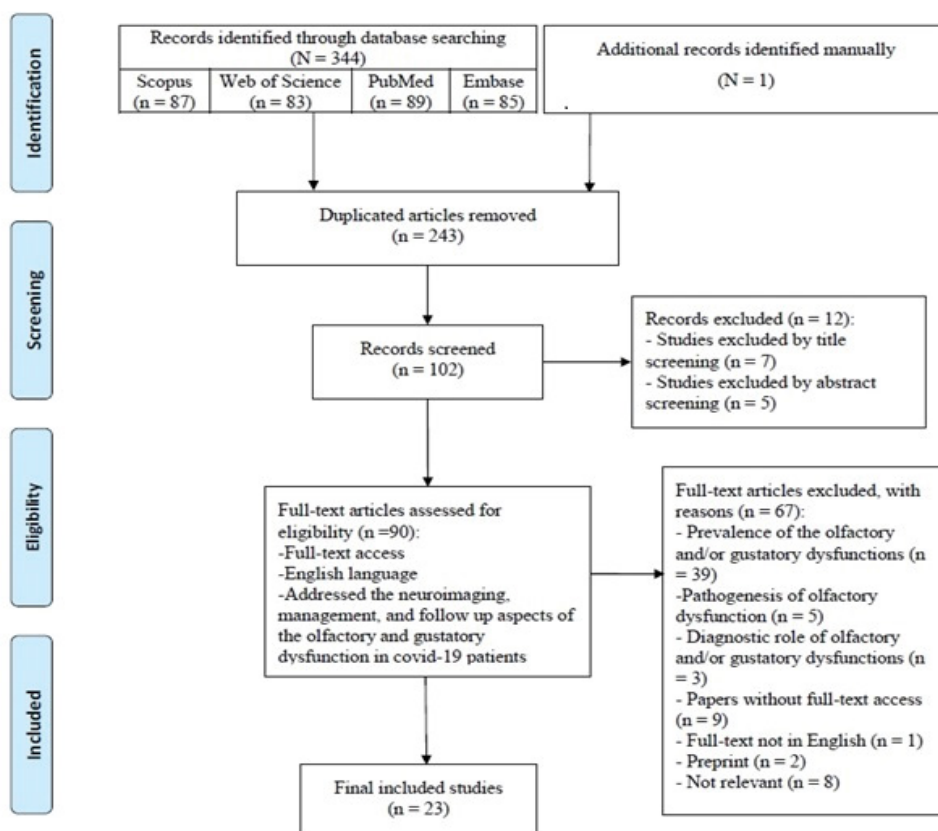 Identification
Records identified through database searching
(N = 344)
Scopus
(n = 87)
Web of Science
(n = 83)
PubMed
(n = 89)
Embase
(n = 85)
Additional records identified manually
(N = 1)
Duplicated articles removed
(n = 243)
Screening
Records screened
(n = 102)
Records excluded (n = 12):
- Studies excluded by title
screening (n = 7)
- Studies excluded by abstract
screening (n = 5)
Eligibility
Full-text articles assessed for
eligibility (n =90):
-Full-text access
-English language
-Addressed the neuroimaging,
management, and follow up aspects of
the olfactory and gustatory
dysfunction in covid-19 patients
Full-text articles excluded, with
reasons (n = 67):
- Prevalence of the olfactory
and/or gustatory dysfunctions (n
= 39)
-Pathogenesis of olfactory
dysfunction (n = 5)
- Diagnostic role of olfactory
and/or gustatory dysfunctions (n
= 3)
- Papers without full-text access
(n = 9)
- Full-text not in English (n = 1)
- Preprint (n = 2)
- Not relevant (n = 8)
Included
Final included studies
(n = 23)